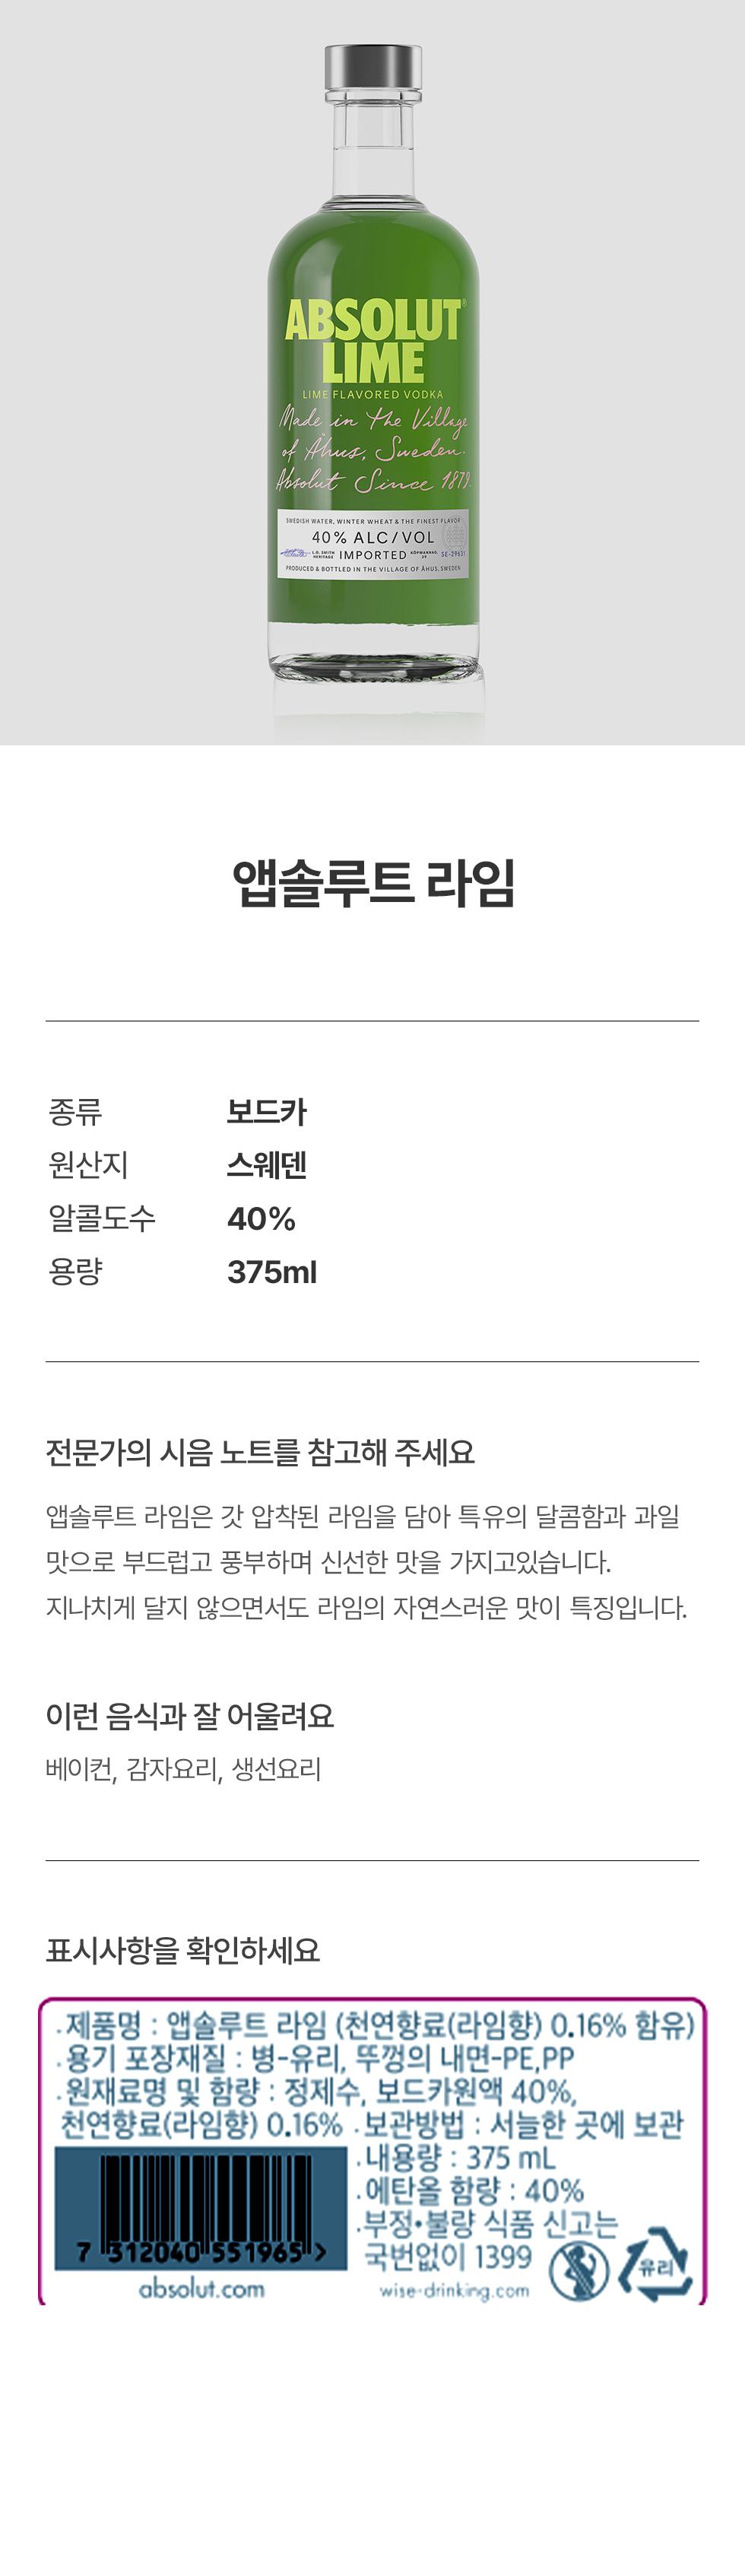 ABSOLUT®
LIME
LIME FLAVORED VODKA
Made in the Village
of Åhus, Sweden.
Absolut Since 1879.
SWEDISH WATER, WINTER WHEAT & THE FINEST FLAVOR
40% ALC/VOL
L.O. SMITH HERITAGE IMPORTED KÖPMANNAG. 29 SE-29631
PRODUCED & BOTTLED IN THE VILLAGE OF ÅHUS, SWEDEN
앱솔루트 라임
종류 보드카
원산지 스웨덴
알콜도수 40%
용량 375ml
전문가의 시음 노트를 참고해 주세요
앱솔루트 라임은 갓 압착된 라임을 담아 특유의 달콤함과 과일
맛으로 부드럽고 풍부하며 신선한 맛을 가지고있습니다.
지나치게 달지 않으면서도 라임의 자연스러운 맛이 특징입니다.
이런 음식과 잘 어울려요
베이컨, 감자요리, 생선요리
표시사항을 확인하세요
·제품명 : 앱솔루트 라임 (천연향료(라임향) 0.16% 함유)
·용기 포장재질 : 병-유리, 뚜껑의 내면-PE,PP
·원재료명 및 함량 : 정제수, 보드카원액 40%,
천연향료(라임향) 0.16% ·보관방법 : 서늘한 곳에 보관
·내용량 : 375 mL
·에탄올 함량 : 40%
·부정•불량 식품 신고는
국번없이 1399
유리
7 312040 551965 >
absolut.com
wise-drinking.com